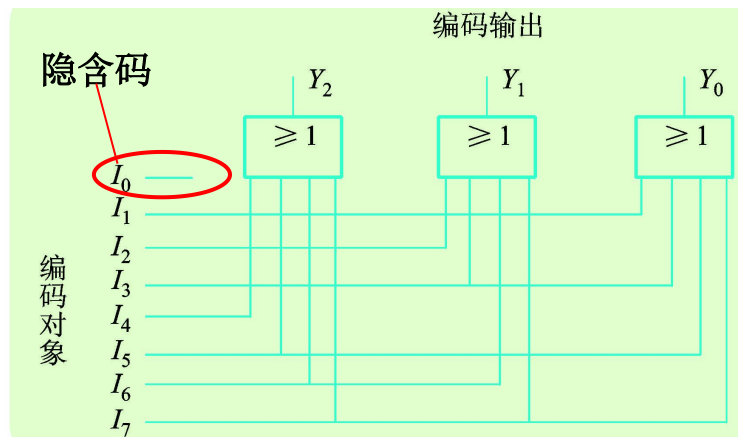 编码输出
隐含码
Y₂ Y₁ Y₀
≥1 ≥1 ≥1
I₀
I₁
I₂
I₃
I₄
I₅
I₆
I₇
编码对象